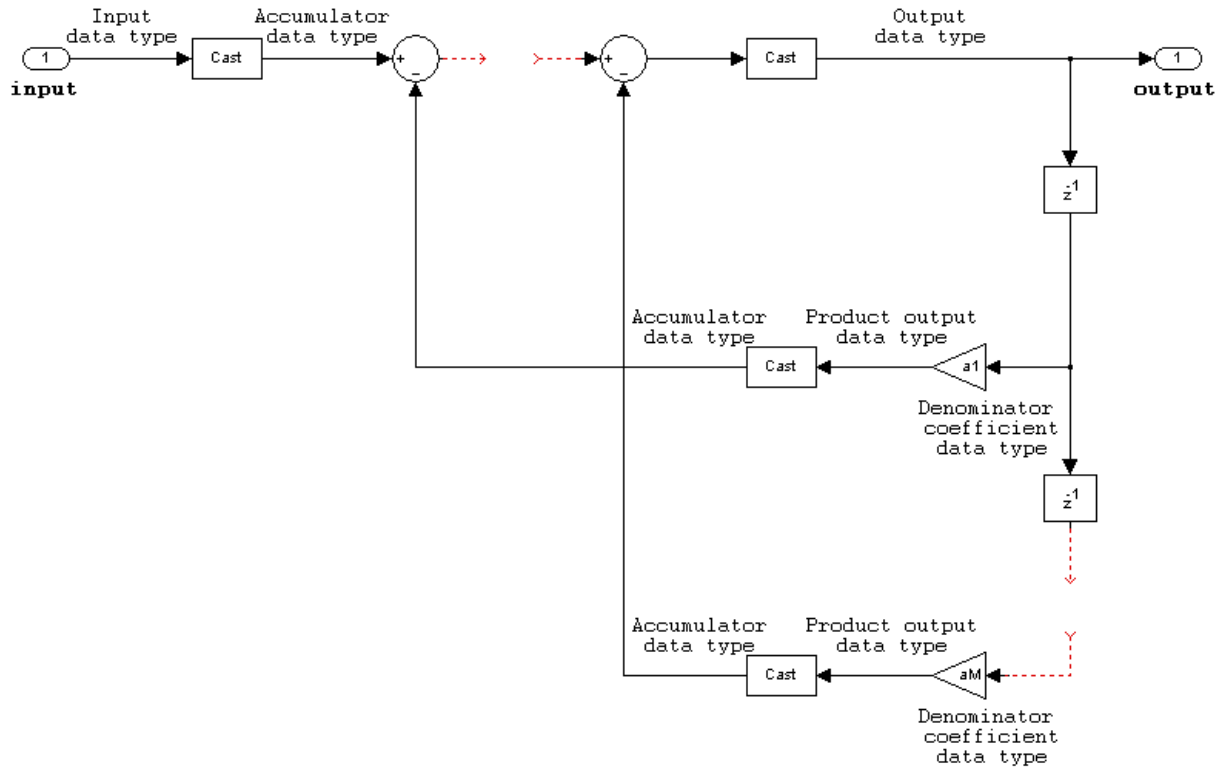 Input
data type
Accumulator
data type
Output
data type
1
Cast
+
-
+
-
Cast
1
input
output
z-1
Accumulator
data type
Product output
data type
Cast
a1
Denominator
coefficient
data type
z-1
Accumulator
data type
Product output
data type
Cast
aM
Denominator
coefficient
data type